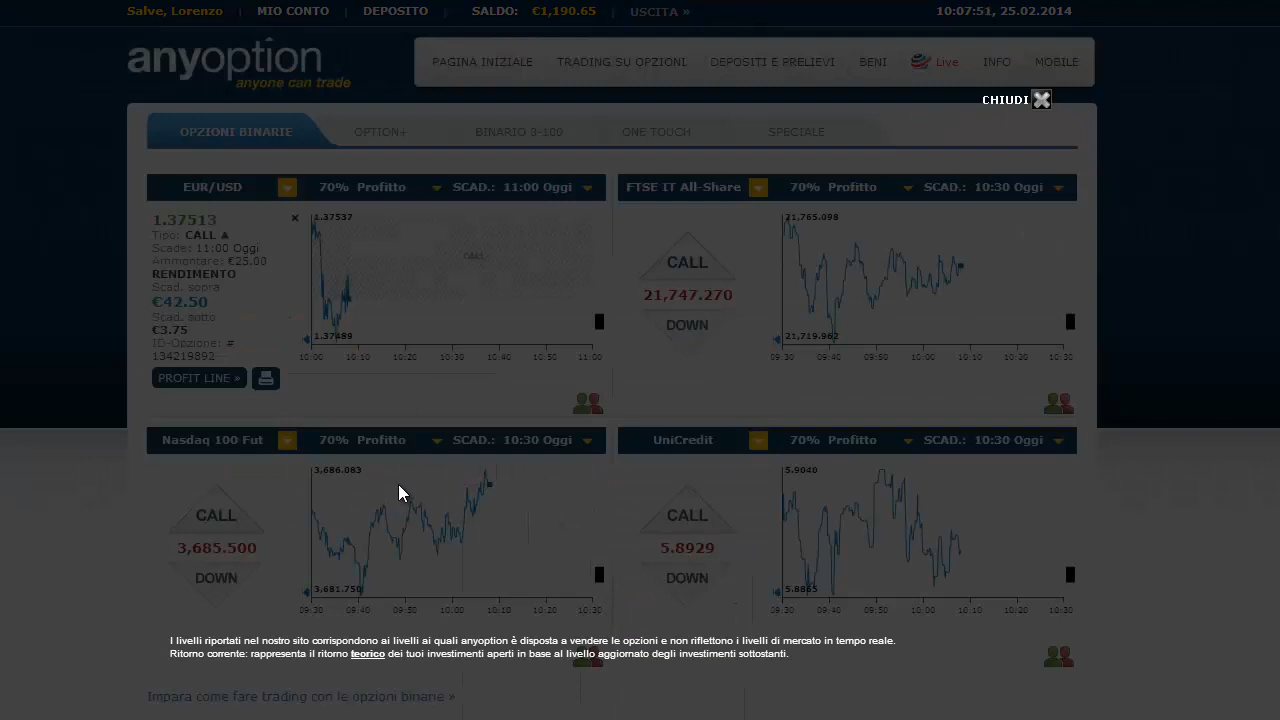 Salve, Lorenzo | MIO CONTO | DEPOSITO | SALDO: €1,190.65 | USCITA » 10:07:51, 25.02.2014
anyoption
anyone can trade
PAGINA INIZIALE TRADING SU OPZIONI DEPOSITI E PRELIEVI BENI Live INFO MOBILE
CHIUDI
OPZIONI BINARIE OPTION+ BINARIO 0-100 ONE TOUCH SPECIALE
EUR/USD 70% Profitto SCAD.: 11:00 Oggi
1.37513
Tipo: CALL
Scade: 11:00 Oggi
Ammontare: €25.00
RENDIMENTO
Scad. sopra
€42.50
Scad. sotto
€3.75
ID-Opzione: #
134219892
PROFIT LINE »
1.37537
CALL
1.37489
10:00 10:10 10:20 10:30 10:40 10:50 11:00
FTSE IT All-Share 70% Profitto SCAD.: 10:30 Oggi
CALL
21,747.270
DOWN
21,765.098
21,719.962
09:30 09:40 09:50 10:00 10:10 10:20 10:30
Nasdaq 100 Fut 70% Profitto SCAD.: 10:30 Oggi
CALL
3,685.500
DOWN
3,686.083
3,681.750
09:30 09:40 09:50 10:00 10:10 10:20 10:30
UniCredit 70% Profitto SCAD.: 10:30 Oggi
CALL
5.8929
DOWN
5.9040
5.8865
09:30 09:40 09:50 10:00 10:10 10:20 10:30
I livelli riportati nel nostro sito corrispondono ai livelli ai quali anyoption è disposta a vendere le opzioni e non riflettono i livelli di mercato in tempo reale.
Ritorno corrente: rappresenta il ritorno teorico dei tuoi investimenti aperti in base al livello aggiornato degli investimenti sottostanti.
Impara come fare trading con le opzioni binarie »